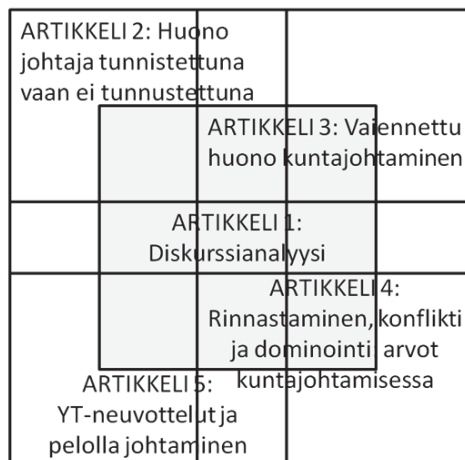 ARTIKKELI 2: Huono
johtaja tunnistettuna
vaan ei tunnustettuna
ARTIKKELI 3: Vaiennettu
huono kuntajohtaminen
ARTIKKELI 1:
Diskurssianalyysi
ARTIKKELI 4:
Rinnastaminen, konflikti
ja dominointi arvot
kuntajohtamisessa
ARTIKKELI 5:
YT-neuvottelut ja
pelolla johtaminen